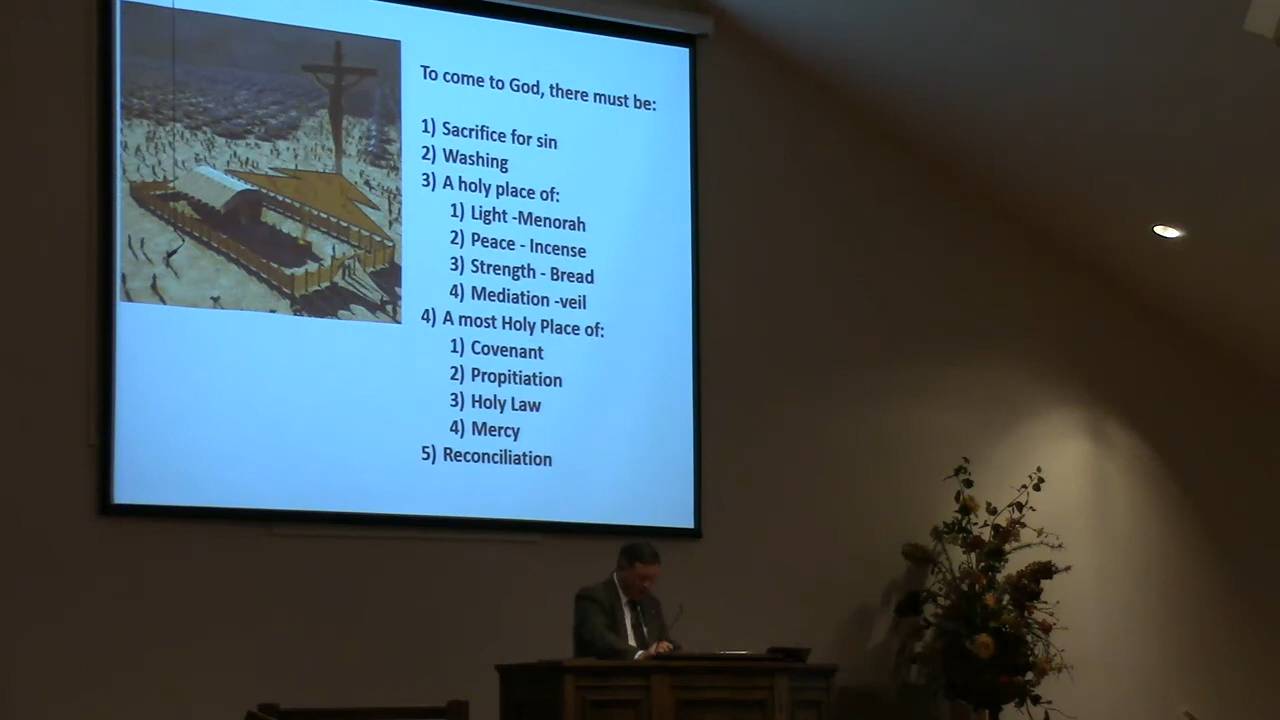 To come to God, there must be:
1) Sacrifice for sin
2) Washing
3) A holy place of:
1) Light -Menorah
2) Peace - Incense
3) Strength - Bread
4) Mediation -veil
4) A most Holy Place of:
1) Covenant
2) Propitiation
3) Holy Law
4) Mercy
5) Reconciliation